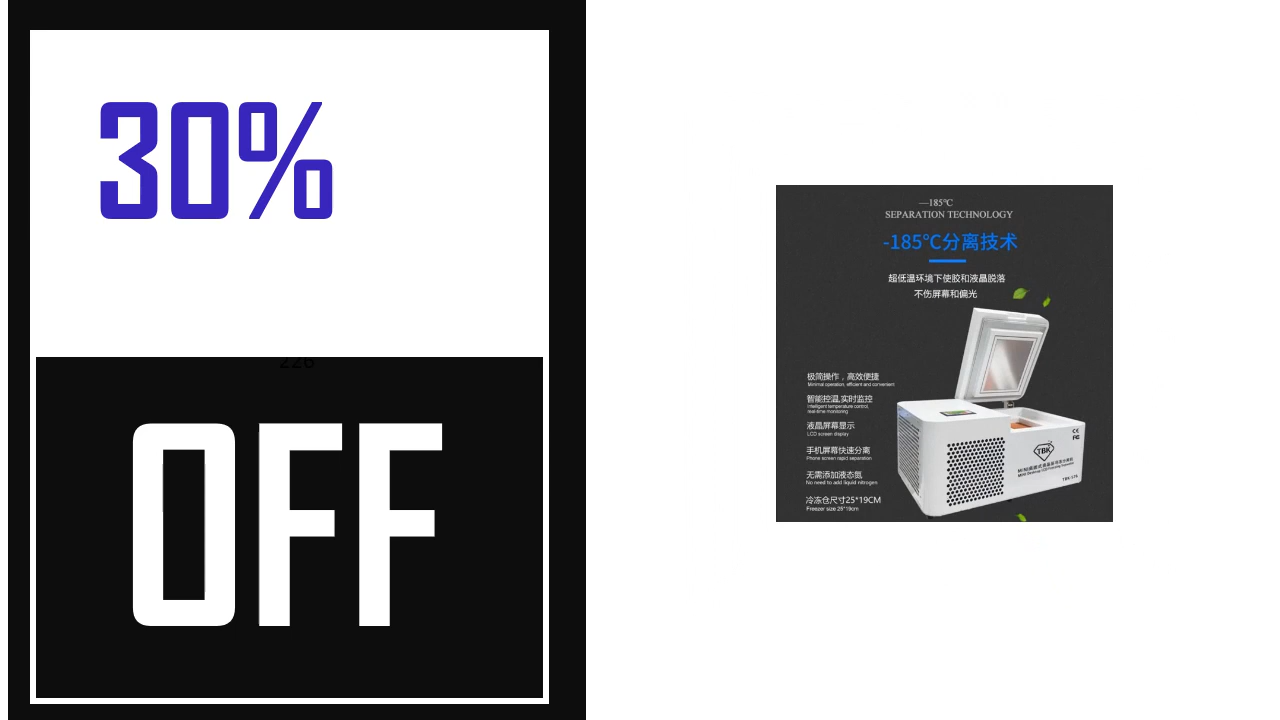 30%
226
OFF
—185℃
SEPARATION TECHNOLOGY
-185℃分离技术
超低温环境下使胶和液晶脱落
不伤屏幕和偏光
极简操作，高效便捷
Minimal operation, efficient and convenient
智能控温,实时监控
Intelligent temperature control,
real-time monitoring
液晶屏幕显示
LCD screen display
手机屏幕快速分离
Phone screen rapid separation
无需添加液态氮
No need to add liquid nitrogen
冷冻仓尺寸25*19CM
Freezer size 25*19cm
CE
FC
TBK